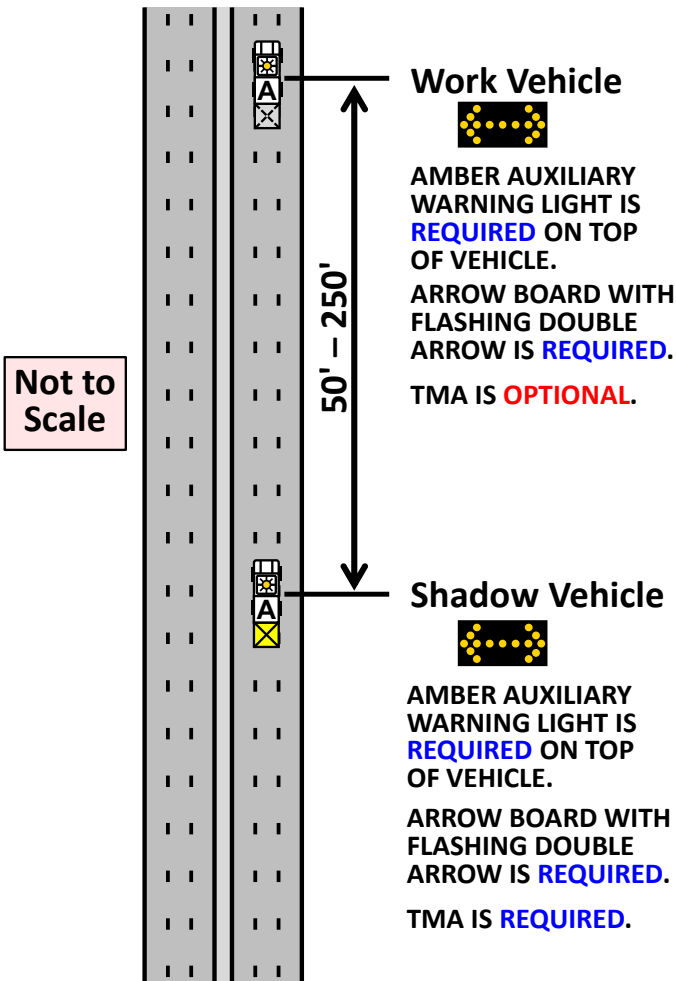 A
Work Vehicle
AMBER AUXILIARY
WARNING LIGHT IS
REQUIRED ON TOP
OF VEHICLE.
ARROW BOARD WITH
FLASHING DOUBLE
ARROW IS REQUIRED.
TMA IS OPTIONAL.
50' – 250'
Not to
Scale
A
Shadow Vehicle
AMBER AUXILIARY
WARNING LIGHT IS
REQUIRED ON TOP
OF VEHICLE.
ARROW BOARD WITH
FLASHING DOUBLE
ARROW IS REQUIRED.
TMA IS REQUIRED.